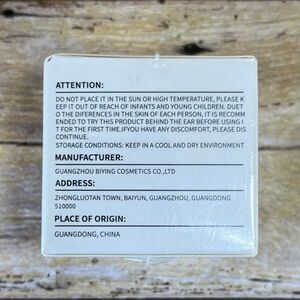 ATTENTION:
DO NOT PLACE IT IN THE SUN OR HIGH TEMPERATURE, PLEASE K
EEP IT OUT OF REACH OF INFANTS AND YOUNG CHILDREN. DUET
O THE DIFERENCES IN THE SKIN OF EACH PERSON, IT IS RECOMM
ENDED TO TRY THIS PRODUCT BEHIND THE EAR BEFORE USING I
T FOR THE FIRST TIME.IFYOU HAVE ANY DISCOMFORT, PLEASE DIS
CONTINUE.
STORAGE CONDITIONS: KEEP IN A COOL AND DRY ENVIRONMENT
MANUFACTURER:
GUANGZHOU BIYING COSMETICS CO.,LTD
ADDRESS:
ZHONGLUOTAN TOWN, BAIYUN, GUANGZHOU, GUANGDONG
510000
PLACE OF ORIGIN:
GUANGDONG, CHINA